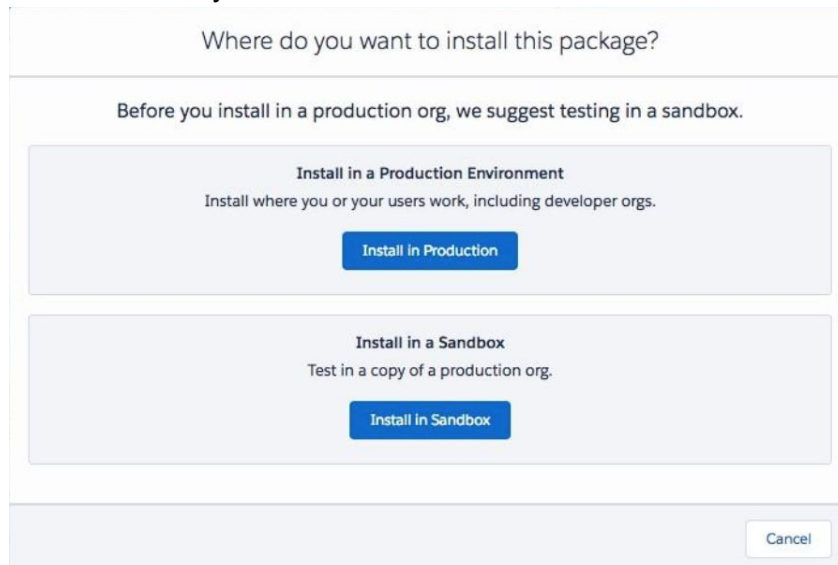 Where do you want to install this package?
Before you install in a production org, we suggest testing in a sandbox.
Install in a Production Environment
Install where you or your users work, including developer orgs.
Install in Production
Install in a Sandbox
Test in a copy of a production org.
Install in Sandbox
Cancel